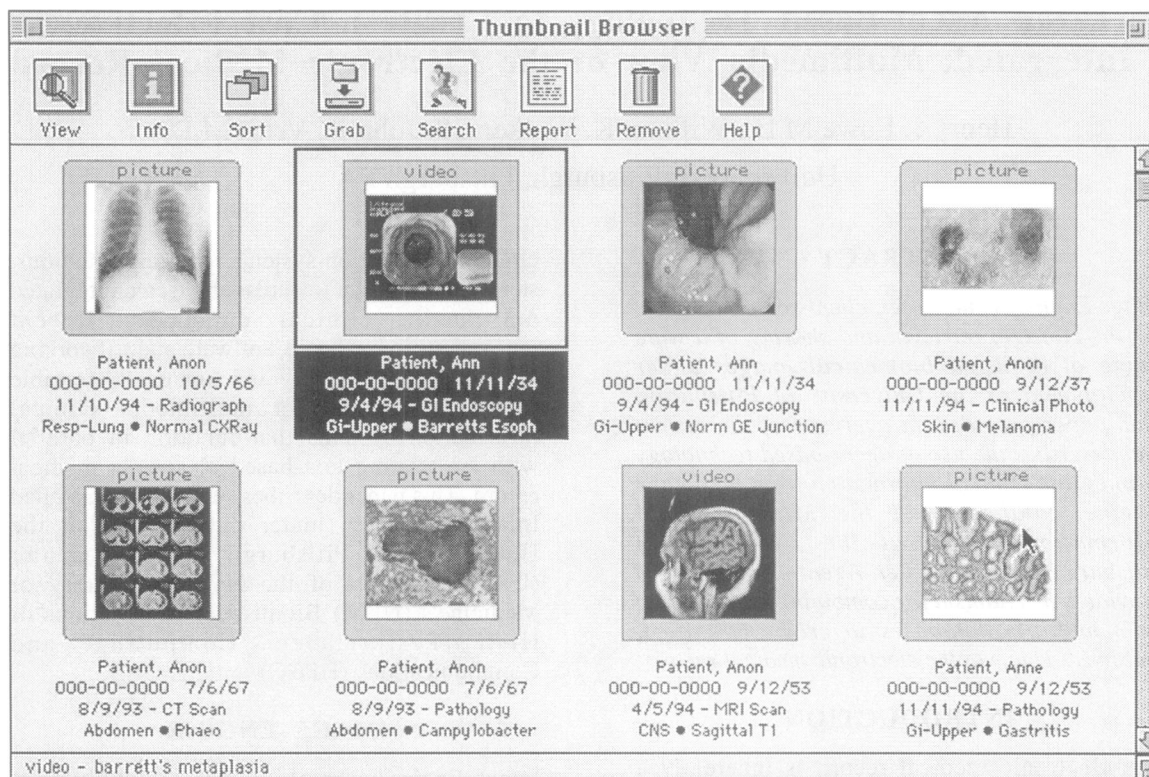 Thumbnail Browser
View Info Sort Grab Search Report Remove Help
picture video picture picture
Patient, Anon
000-00-0000 10/5/66
11/10/94 - Radiograph
Resp-Lung ● Normal CXRay
Patient, Ann
000-00-0000 11/11/34
9/4/94 - GI Endoscopy
Gi-Upper ● Barretts Esoph
Patient, Ann
000-00-0000 11/11/34
9/4/94 - GI Endoscopy
Gi-Upper ● Norm GE Junction
Patient, Anon
000-00-0000 9/12/37
11/11/94 - Clinical Photo
Skin ● Melanoma
picture picture video picture
Patient, Anon
000-00-0000 7/6/67
8/9/93 - CT Scan
Abdomen ● Phaeo
Patient, Anon
000-00-0000 7/6/67
8/9/93 - Pathology
Abdomen ● Campylobacter
Patient, Anon
000-00-0000 9/12/53
4/5/94 - MRI Scan
CNS ● Sagittal T1
Patient, Anne
000-00-0000 9/12/53
11/11/94 - Pathology
Gi-Upper ● Gastritis
video - barrett's metaplasia